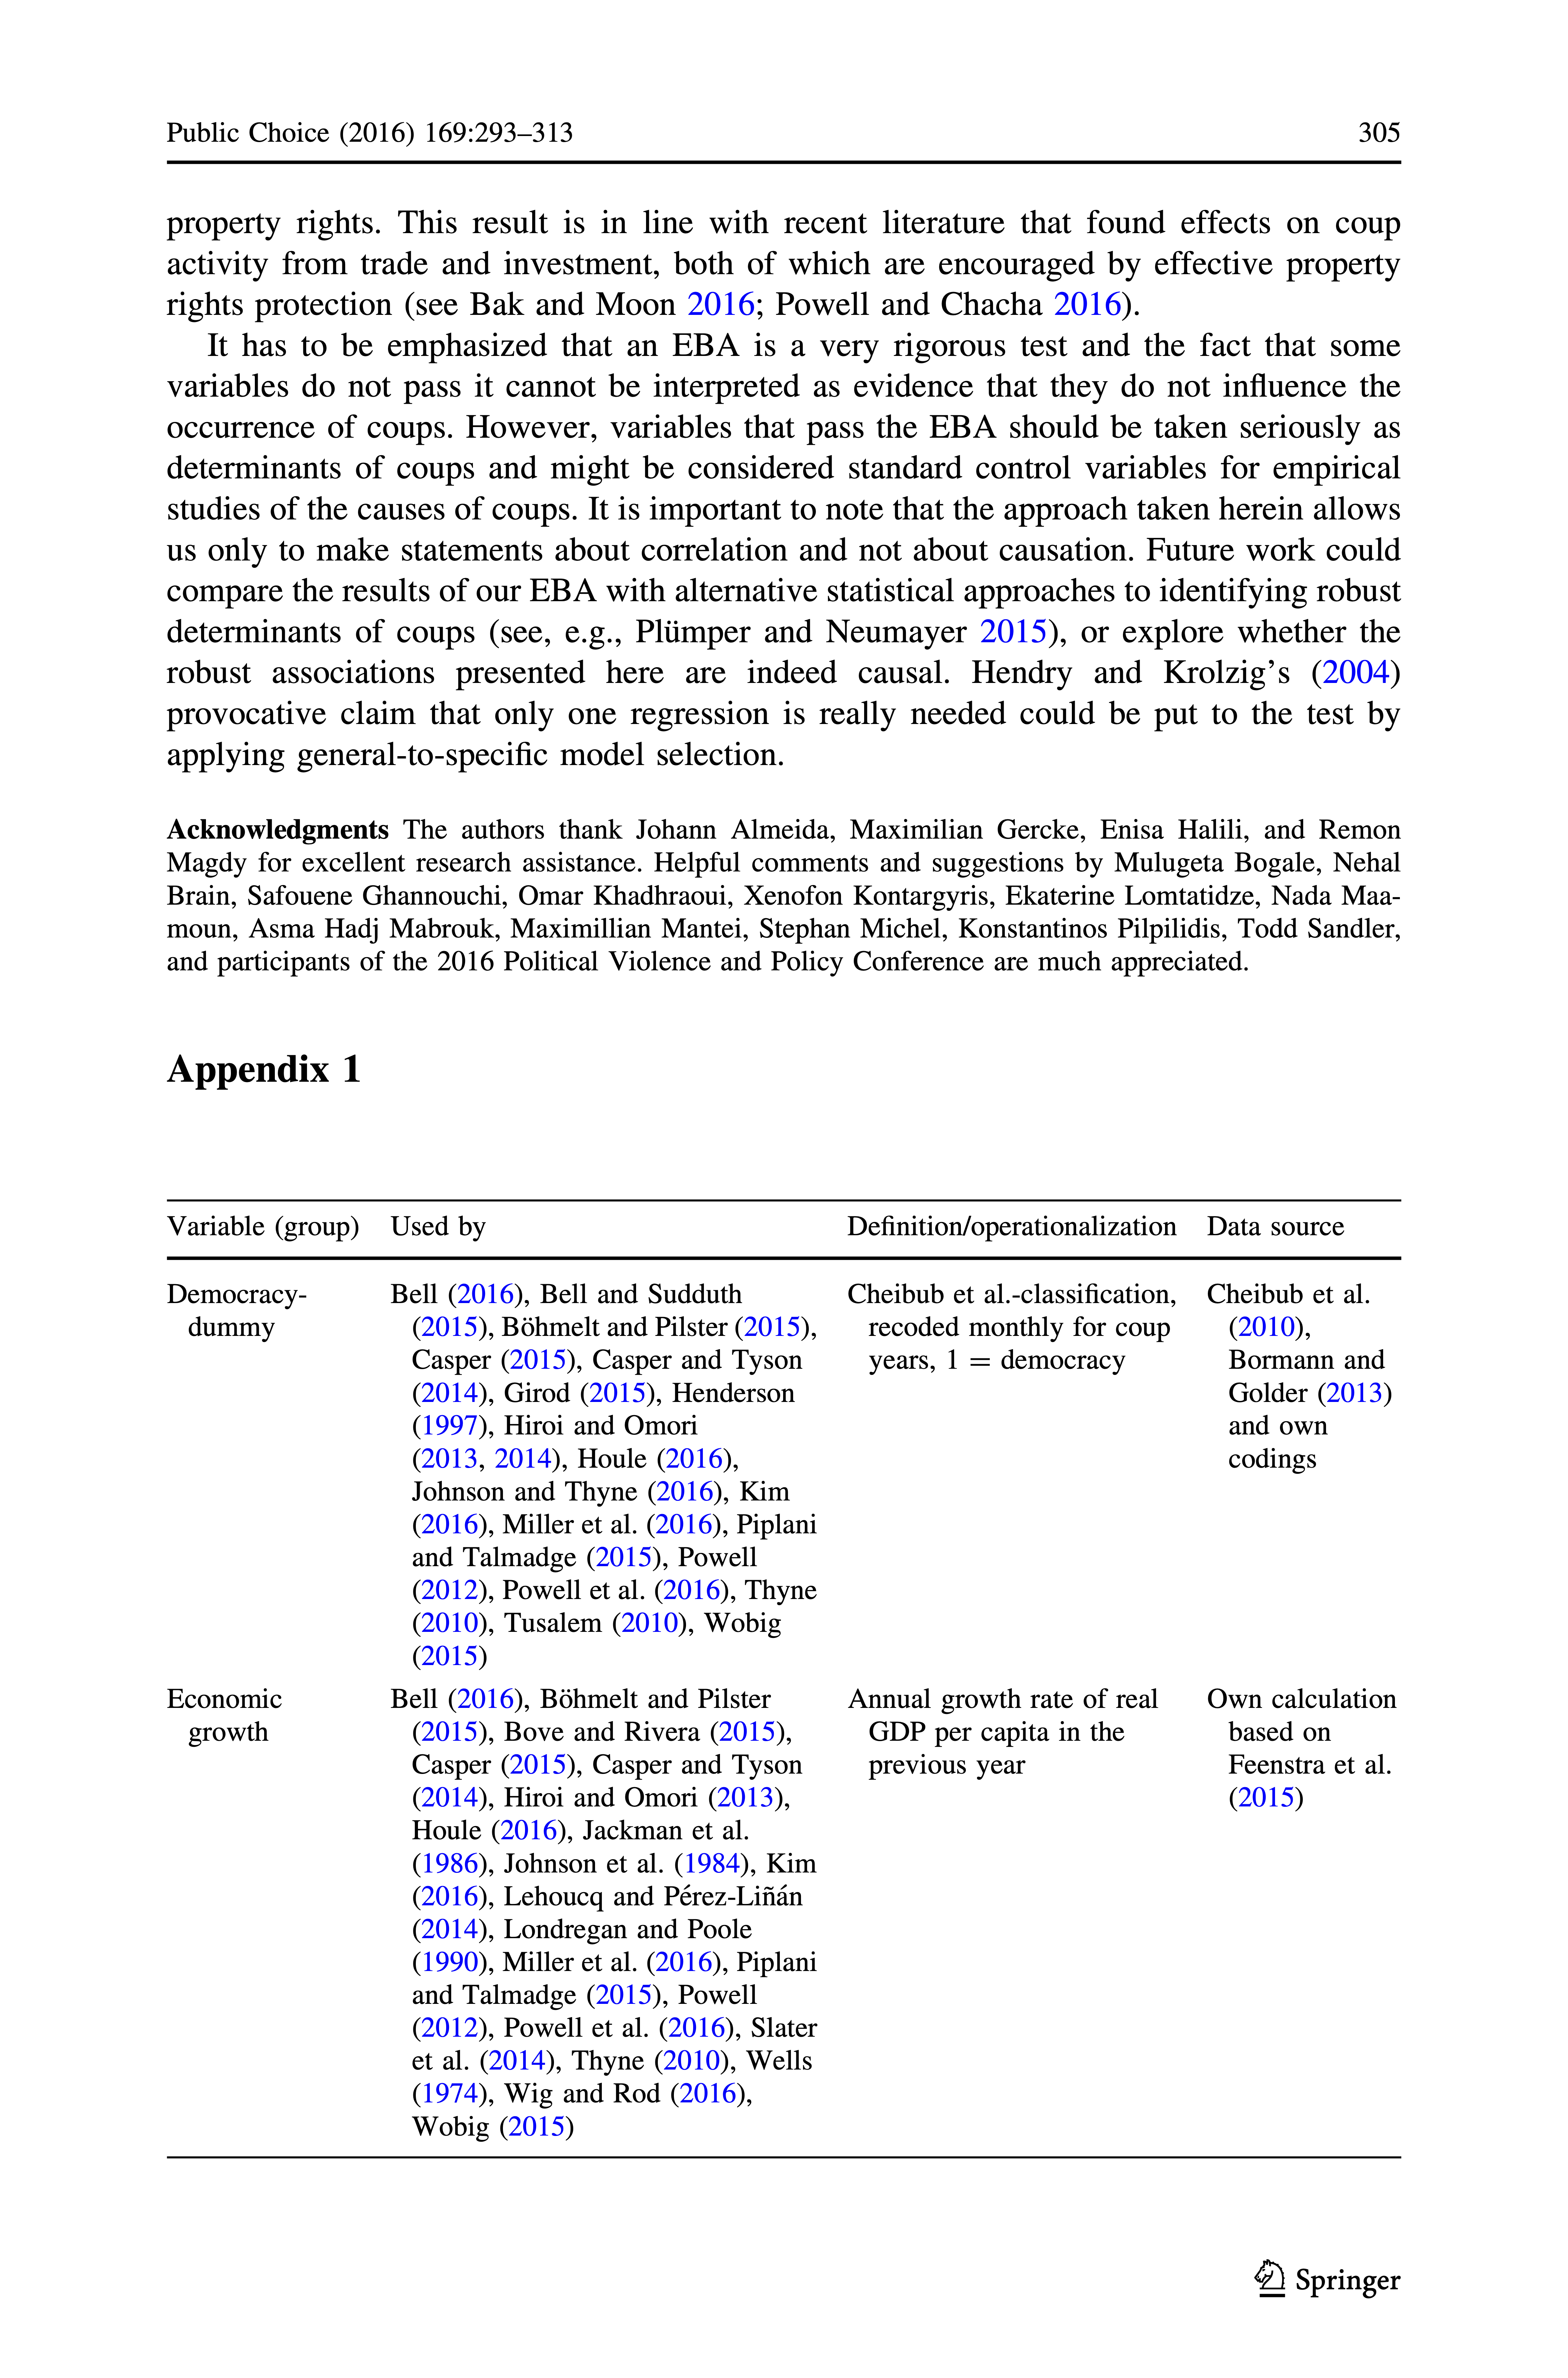 Public Choice (2016) 169:293–313 305
property rights. This result is in line with recent literature that found effects on coup
activity from trade and investment, both of which are encouraged by effective property
rights protection (see Bak and Moon 2016; Powell and Chacha 2016).
It has to be emphasized that an EBA is a very rigorous test and the fact that some
variables do not pass it cannot be interpreted as evidence that they do not influence the
occurrence of coups. However, variables that pass the EBA should be taken seriously as
determinants of coups and might be considered standard control variables for empirical
studies of the causes of coups. It is important to note that the approach taken herein allows
us only to make statements about correlation and not about causation. Future work could
compare the results of our EBA with alternative statistical approaches to identifying robust
determinants of coups (see, e.g., Plümper and Neumayer 2015), or explore whether the
robust associations presented here are indeed causal. Hendry and Krolzig’s (2004)
provocative claim that only one regression is really needed could be put to the test by
applying general-to-specific model selection.
Acknowledgments The authors thank Johann Almeida, Maximilian Gercke, Enisa Halili, and Remon
Magdy for excellent research assistance. Helpful comments and suggestions by Mulugeta Bogale, Nehal
Brain, Safouene Ghannouchi, Omar Khadhraoui, Xenofon Kontargyris, Ekaterine Lomtatidze, Nada Maa-
moun, Asma Hadj Mabrouk, Maximillian Mantei, Stephan Michel, Konstantinos Pilpilidis, Todd Sandler,
and participants of the 2016 Political Violence and Policy Conference are much appreciated.
Appendix 1
Variable (group) Used by Definition/operationalization Data source
Democracy-
dummy
Bell (2016), Bell and Sudduth
(2015), Böhmelt and Pilster (2015),
Casper (2015), Casper and Tyson
(2014), Girod (2015), Henderson
(1997), Hiroi and Omori
(2013, 2014), Houle (2016),
Johnson and Thyne (2016), Kim
(2016), Miller et al. (2016), Piplani
and Talmadge (2015), Powell
(2012), Powell et al. (2016), Thyne
(2010), Tusalem (2010), Wobig
(2015)
Cheibub et al.-classification,
recoded monthly for coup
years, 1 = democracy
Cheibub et al.
(2010),
Bormann and
Golder (2013)
and own
codings
Economic
growth
Bell (2016), Böhmelt and Pilster
(2015), Bove and Rivera (2015),
Casper (2015), Casper and Tyson
(2014), Hiroi and Omori (2013),
Houle (2016), Jackman et al.
(1986), Johnson et al. (1984), Kim
(2016), Lehoucq and Pérez-Liñán
(2014), Londregan and Poole
(1990), Miller et al. (2016), Piplani
and Talmadge (2015), Powell
(2012), Powell et al. (2016), Slater
et al. (2014), Thyne (2010), Wells
(1974), Wig and Rod (2016),
Wobig (2015)
Annual growth rate of real
GDP per capita in the
previous year
Own calculation
based on
Feenstra et al.
(2015)
Springer